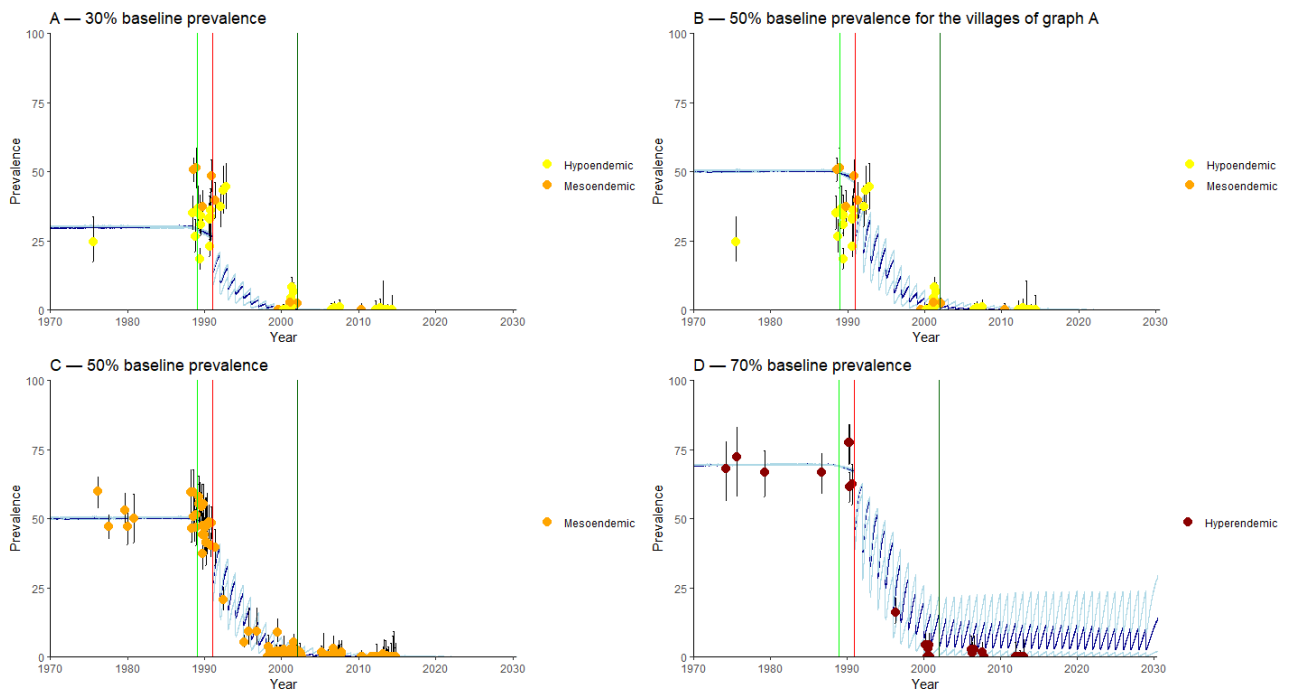 A — 30% baseline prevalence
100
75
50
25
0
Prevalence
1970
1980
1990
2000
2010
2020
2030
Year
Hypoendemic
Mesoendemic
B — 50% baseline prevalence for the villages of graph A
100
75
50
25
0
Prevalence
1970
1980
1990
2000
2010
2020
2030
Year
Hypoendemic
Mesoendemic
C — 50% baseline prevalence
100
75
50
25
0
Prevalence
1970
1980
1990
2000
2010
2020
2030
Year
Mesoendemic
D — 70% baseline prevalence
100
75
50
25
0
Prevalence
1970
1980
1990
2000
2010
2020
2030
Year
Hyperendemic